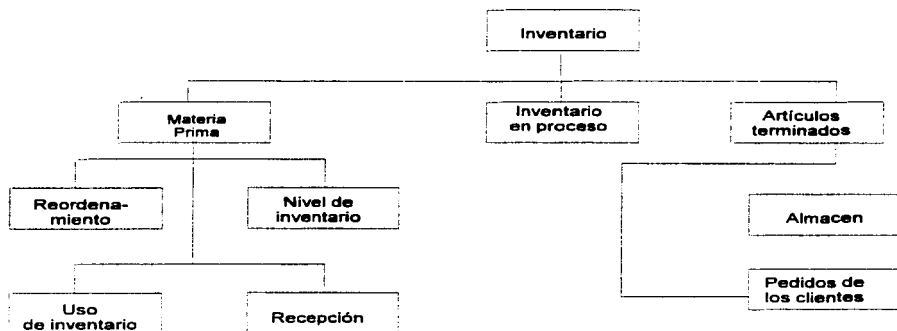 Inventario
Materia
Prima
Inventario
en proceso
Artículos
terminados
Reordena-
miento
Nivel de
inventario
Almacen
Uso
de inventario
Recepción
Pedidos de
los clientes